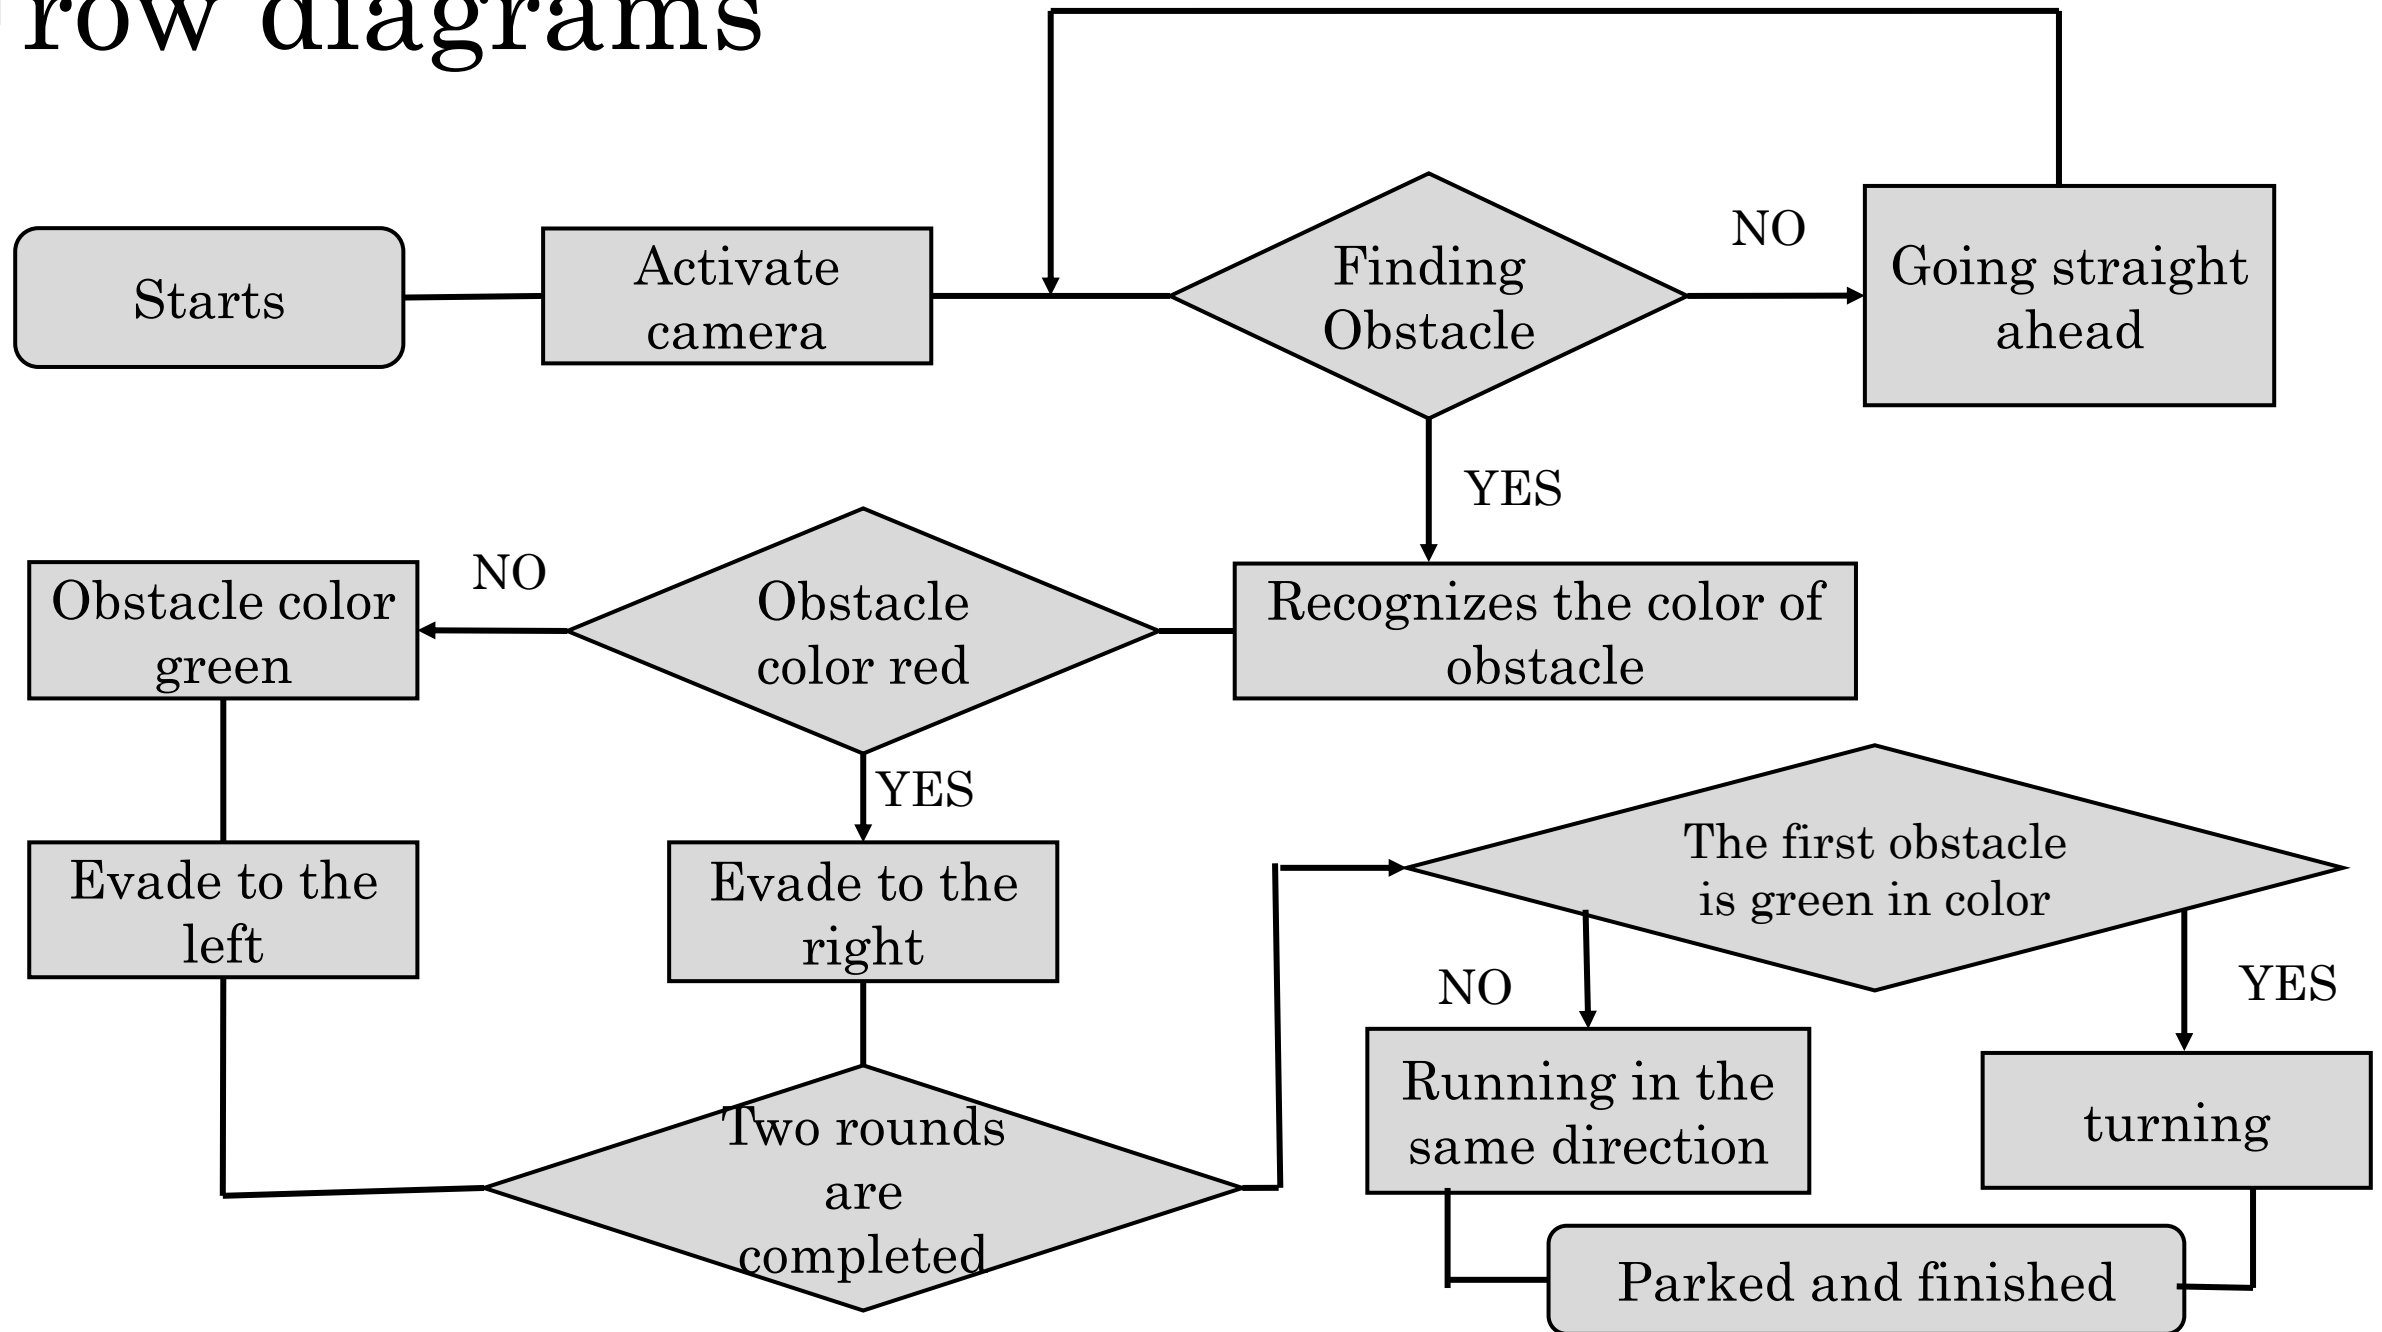 row diagrams
Starts
Activate
camera
Finding
Obstacle
NO
Going straight
ahead
YES
Recognizes the color of
obstacle
Obstacle
color red
NO
Obstacle color
green
YES
Evade to the
left
Evade to the
right
Two rounds
are
completed
The first obstacle
is green in color
NO
YES
Running in the
same direction
turning
Parked and finished